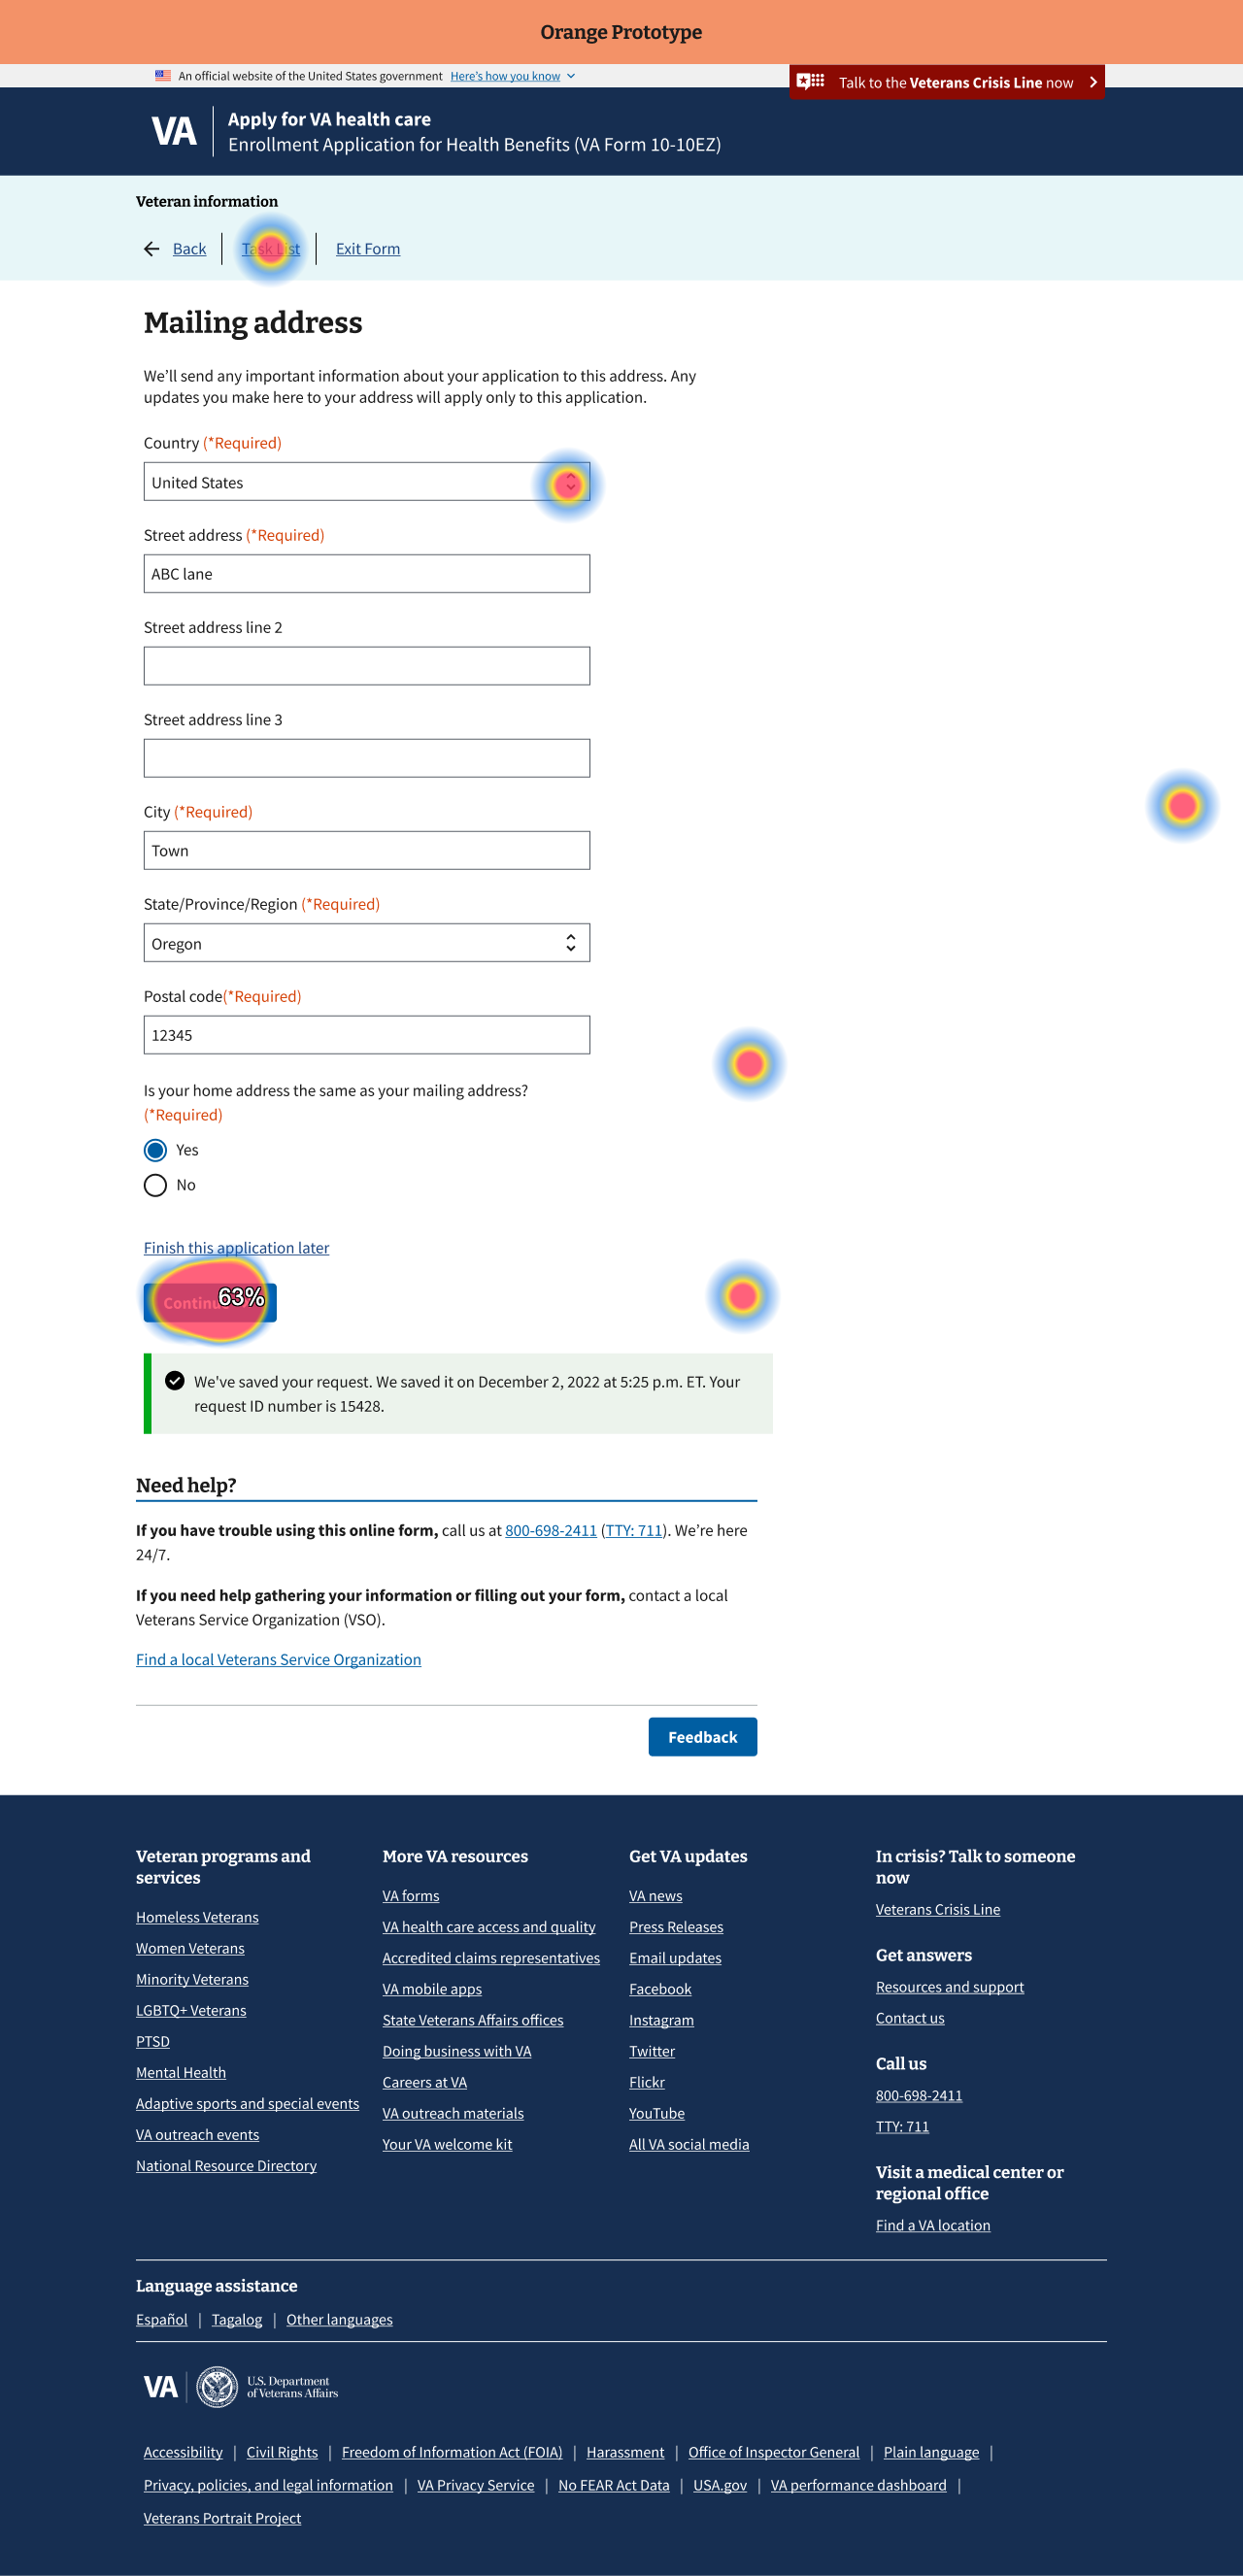 Orange Prototype
An official website of the United States government Here's how you know
Talk to the Veterans Crisis Line now
VA
Apply for VA health care
Enrollment Application for Health Benefits (VA Form 10-10EZ)
Veteran information
Back
Task List
Exit Form
Mailing address
We’ll send any important information about your application to this address. Any
updates you make here to your address will apply only to this application.
Country (*Required)
United States
Street address (*Required)
ABC lane
Street address line 2
Street address line 3
City (*Required)
Town
State/Province/Region (*Required)
Oregon
Postal code(*Required)
12345
Is your home address the same as your mailing address?
(*Required)
Yes
No
Finish this application later
63%
We've saved your request. We saved it on December 2, 2022 at 5:25 p.m. ET. Your
request ID number is 15428.
Need help?
If you have trouble using this online form, call us at 800-698-2411 (TTY: 711). We’re here
24/7.
If you need help gathering your information or filling out your form, contact a local
Veterans Service Organization (VSO).
Find a local Veterans Service Organization
Feedback
Veteran programs and
services
Homeless Veterans
Women Veterans
Minority Veterans
LGBTQ+ Veterans
PTSD
Mental Health
Adaptive sports and special events
VA outreach events
National Resource Directory
More VA resources
VA forms
VA health care access and quality
Accredited claims representatives
VA mobile apps
State Veterans Affairs offices
Doing business with VA
Careers at VA
VA outreach materials
Your VA welcome kit
Get VA updates
VA news
Press Releases
Email updates
Facebook
Instagram
Twitter
Flickr
YouTube
All VA social media
In crisis? Talk to someone
now
Veterans Crisis Line
Get answers
Resources and support
Contact us
Call us
800-698-2411
TTY: 711
Visit a medical center or
regional office
Find a VA location
Language assistance
Español | Tagalog | Other languages
VA
U.S. Department
of Veterans Affairs
Accessibility | Civil Rights | Freedom of Information Act (FOIA) | Harassment | Office of Inspector General | Plain language |
Privacy, policies, and legal information | VA Privacy Service | No FEAR Act Data | USA.gov | VA performance dashboard |
Veterans Portrait Project